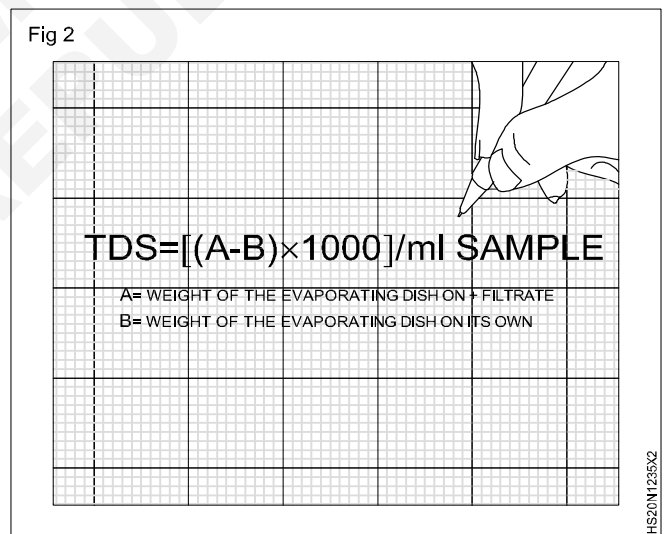 Fig 2
TDS=[(A-B)×1000]/ml SAMPLE
A= WEIGHT OF THE EVAPORATING DISH ON + FILTRATE
B= WEIGHT OF THE EVAPORATING DISH ON ITS OWN
HS20N1235X2